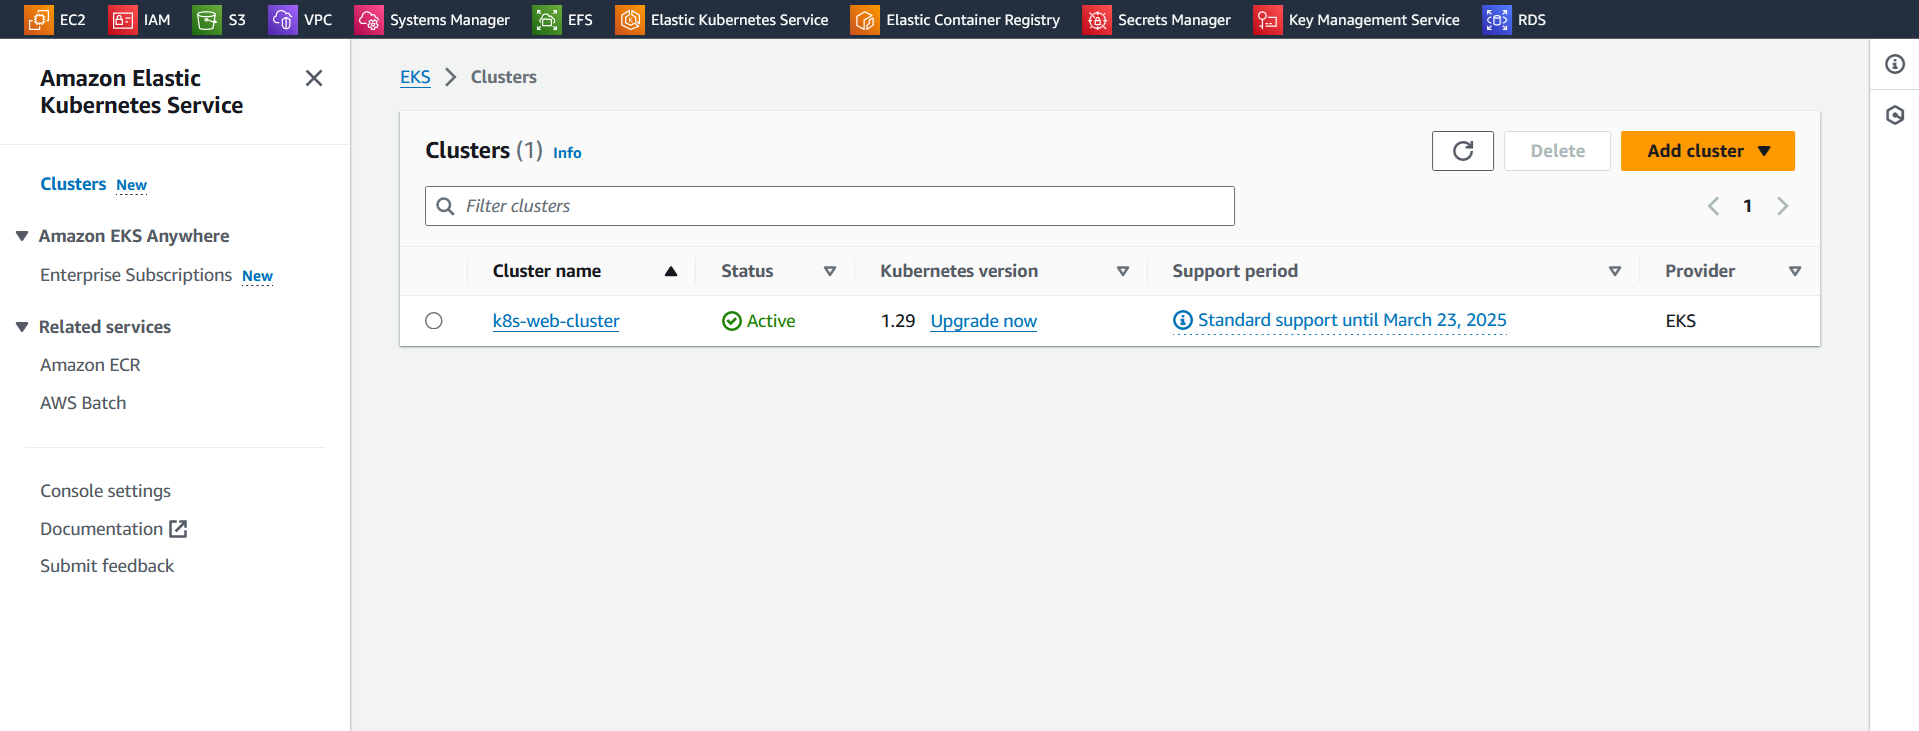 EC2 IAM S3 VPC Systems Manager EFS Elastic Kubernetes Service Elastic Container Registry Secrets Manager Key Management Service RDS
Amazon Elastic
Kubernetes Service
Clusters New
Amazon EKS Anywhere
Enterprise Subscriptions New
Related services
Amazon ECR
AWS Batch
Console settings
Documentation
Submit feedback
EKS Clusters
Clusters (1) Info
Delete
Add cluster
Filter clusters
1
Cluster name Status Kubernetes version Support period Provider
k8s-web-cluster Active 1.29 Upgrade now Standard support until March 23, 2025 EKS